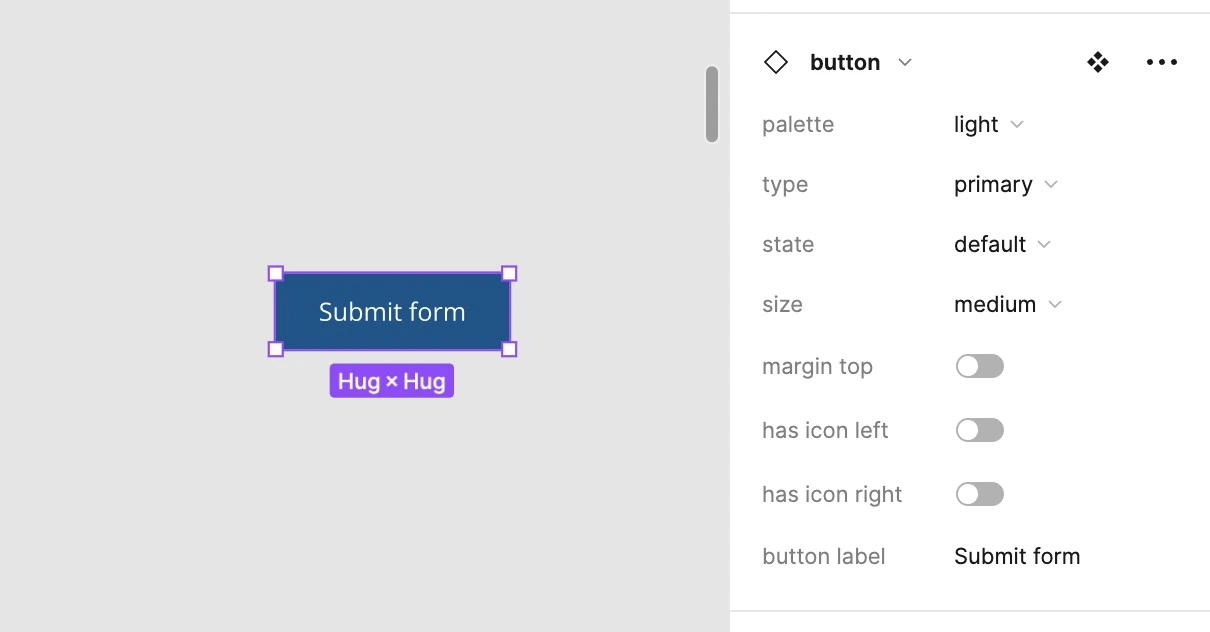 Submit form
Hug × Hug
button
palette light
type primary
state default
size medium
margin top
has icon left
has icon right
button label Submit form